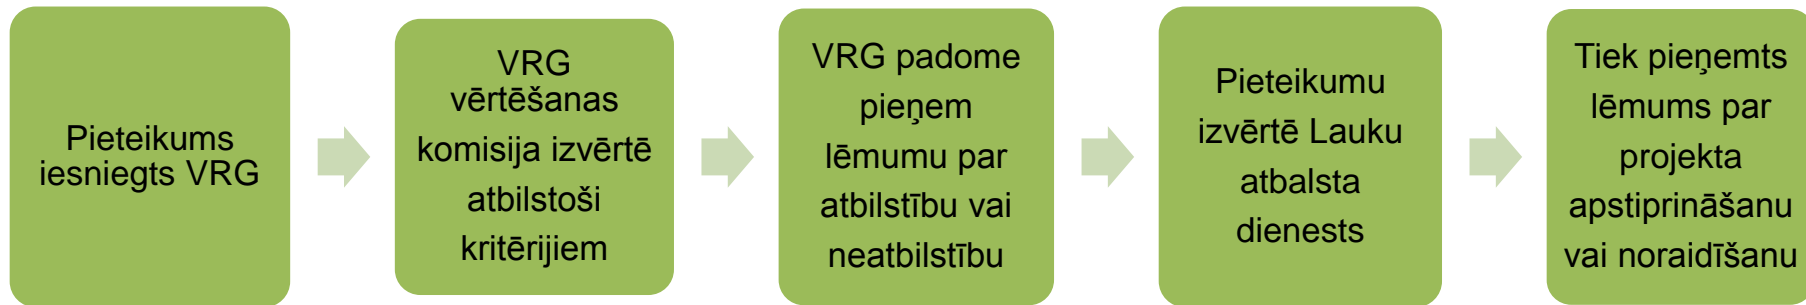 Pieteikums
iesniegts VRG
VRG
vērtēšanas
komisija izvērtē
atbilstoši
kritērijiem
VRG padome
pieņem
lēmumu par
atbilstību vai
neatbilstību
Pieteikumu
izvērtē Lauku
atbalsta
dienests
Tiek pieņemts
lēmums par
projekta
apstiprināšanu
vai noraidīšanu